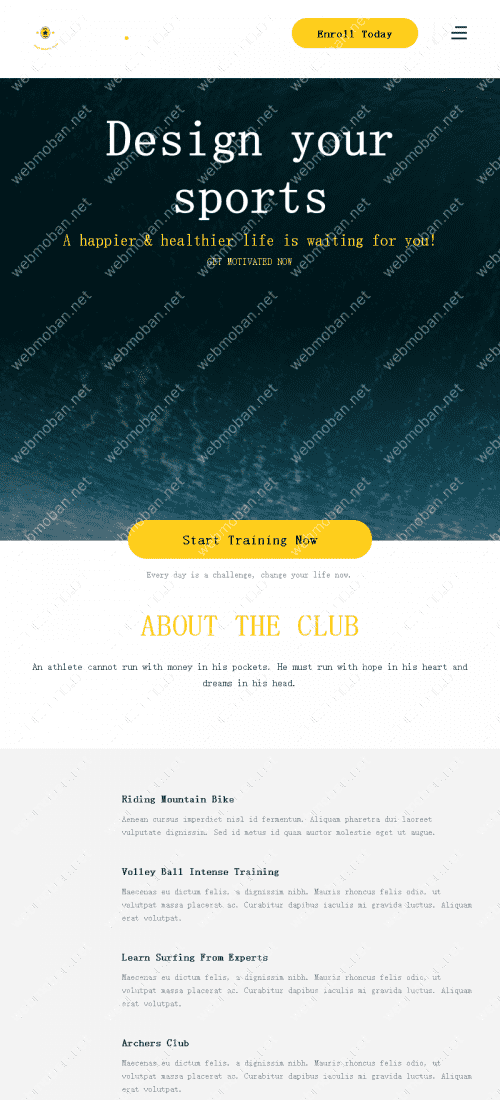 Enroll Today
Design your
sports
A happier & healthier life is waiting for you!
GET MOTIVATED NOW
Start Training Now
Every day is a challenge, change your life now.
ABOUT THE CLUB
An athlete cannot run with money in his pockets. He must run with hope in his heart and
dreams in his head.
Riding Mountain Bike
Aenean cursus imperdiet nisl id fermentum. Aliquam pharetra dui laoreet
vulputate dignissim. Sed id metus id quam auctor molestie eget ut augue.
Volley Ball Intense Training
Maecenas eu dictum felis, a dignissim nibh. Mauris rhoncus felis odio, ut
volutpat massa placerat ac. Curabitur dapibus iaculis mi gravida luctus. Aliquam
erat volutpat.
Learn Surfing From Experts
Maecenas eu dictum felis, a dignissim nibh. Mauris rhoncus felis odio, ut
volutpat massa placerat ac. Curabitur dapibus iaculis mi gravida luctus. Aliquam
erat volutpat.
Archers Club
Maecenas eu dictum felis, a dignissim nibh. Mauris rhoncus felis odio, ut
volutpat massa placerat ac. Curabitur dapibus iaculis mi gravida luctus. Aliquam
erat volutpat.
webmoban.net